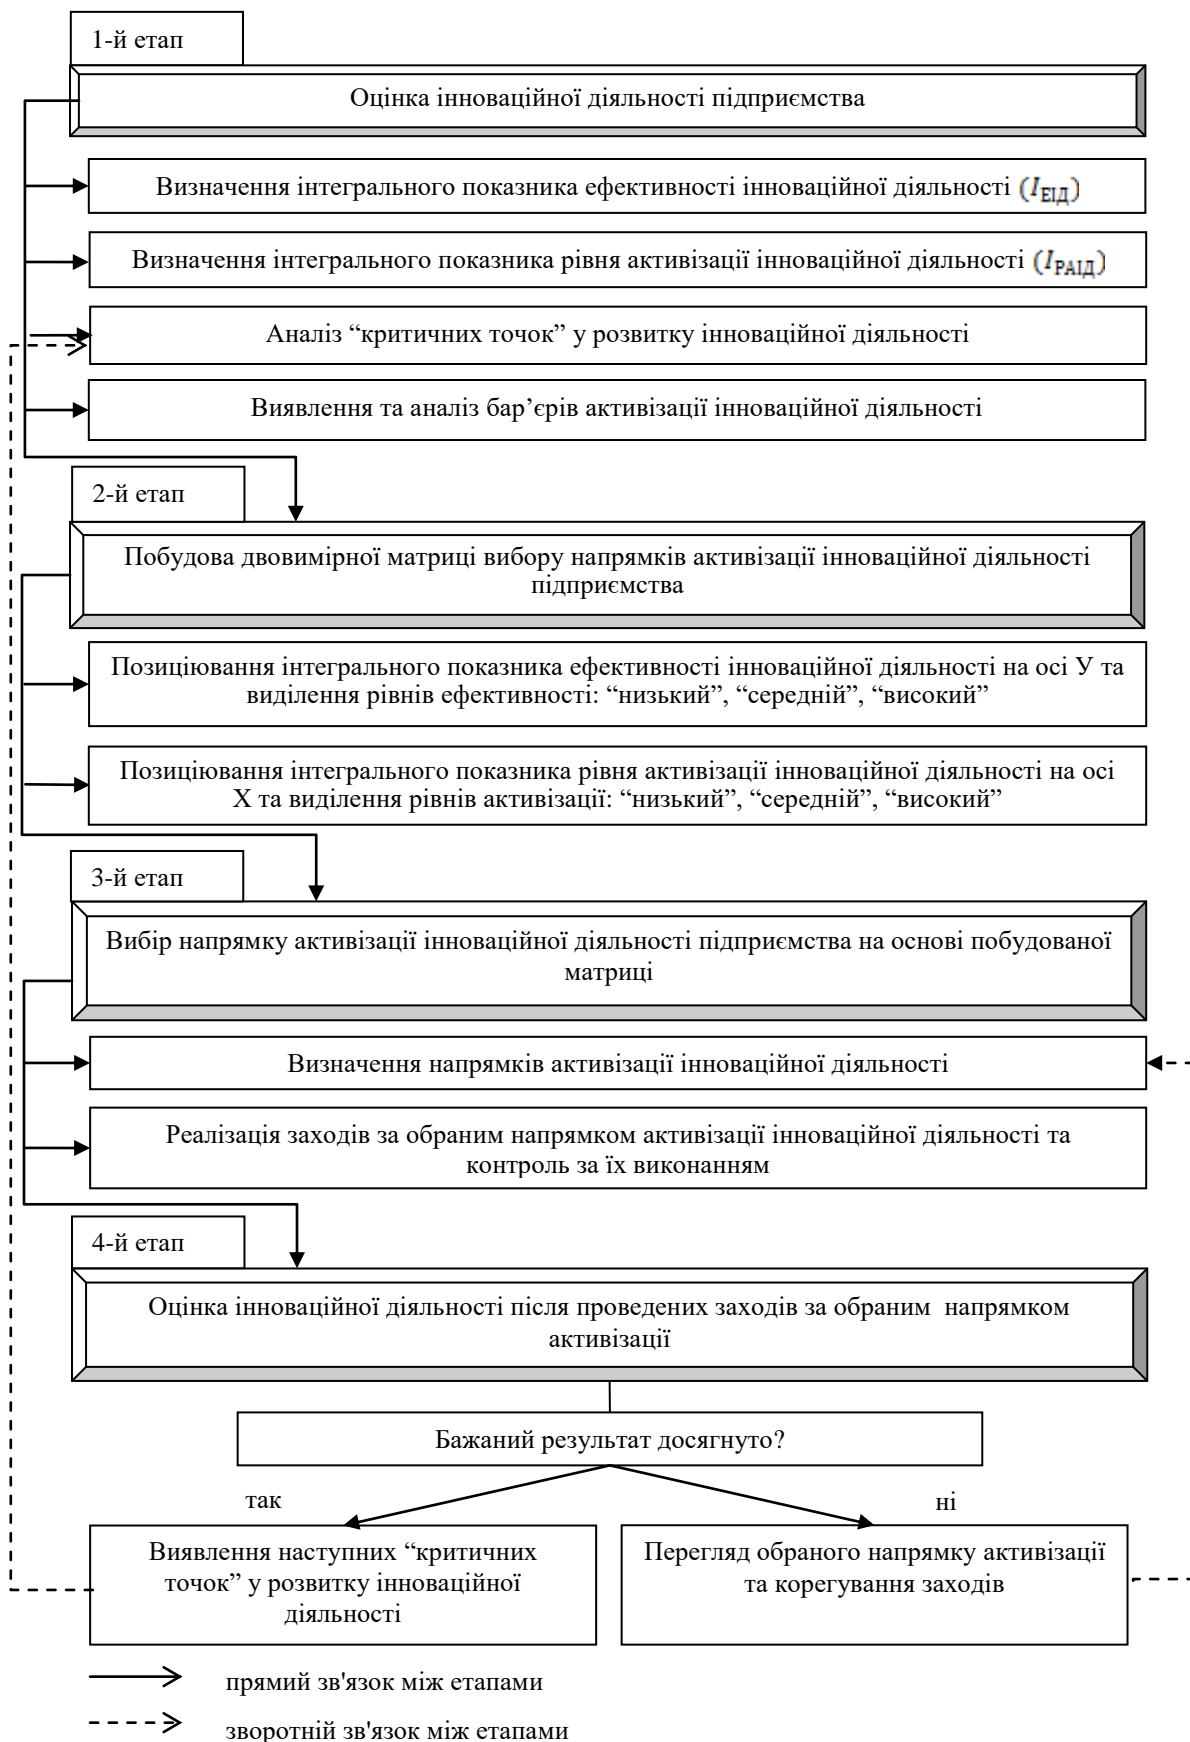 1-й етап
Оцінка інноваційної діяльності підприємства
Визначення інтегрального показника ефективності інноваційної діяльності (IЕІД)
Визначення інтегрального показника рівня активізації інноваційної діяльності (IРАІД)
Аналіз “критичних точок” у розвитку інноваційної діяльності
Виявлення та аналіз бар’єрів активізації інноваційної діяльності
2-й етап
Побудова двовимірної матриці вибору напрямків активізації інноваційної діяльності
підприємства
Позиціювання інтегрального показника ефективності інноваційної діяльності на осі У та
виділення рівнів ефективності: “низький”, “середній”, “високий”
Позиціювання інтегрального показника рівня активізації інноваційної діяльності на осі
Х та виділення рівнів активізації: “низький”, “середній”, “високий”
3-й етап
Вибір напрямку активізації інноваційної діяльності підприємства на основі побудованої
матриці
Визначення напрямків активізації інноваційної діяльності
Реалізація заходів за обраним напрямком активізації інноваційної діяльності та
контроль за їх виконанням
4-й етап
Оцінка інноваційної діяльності після проведених заходів за обраним напрямком
активізації
Бажаний результат досягнуто?
так
ні
Виявлення наступних “критичних
точок” у розвитку інноваційної
діяльності
Перегляд обраного напрямку активізації
та корегування заходів
прямий зв'язок між етапами
зворотній зв'язок між етапами